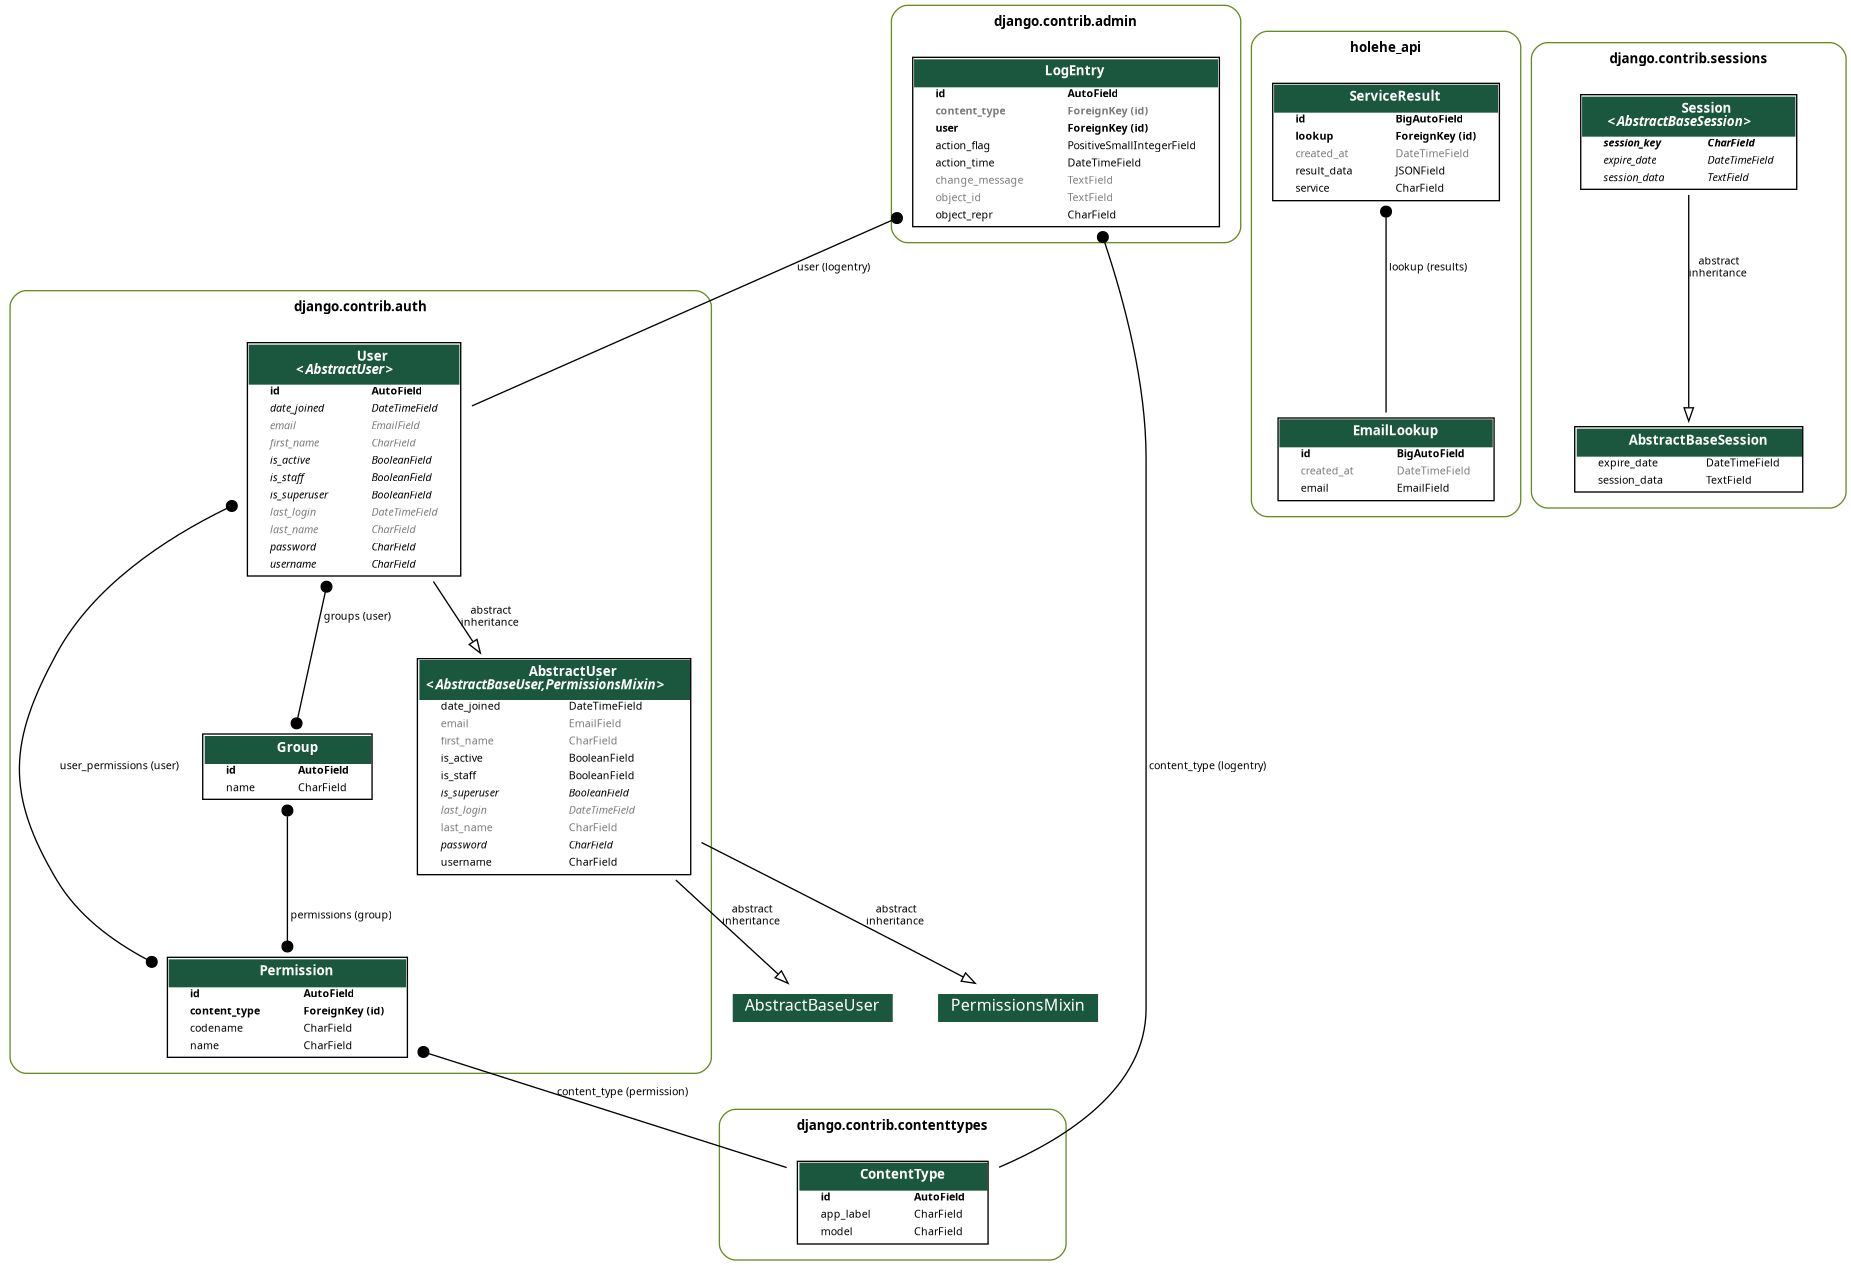 django.contrib.admin
LogEntry
id AutoField
content_type ForeignKey (id)
user ForeignKey (id)
action_flag PositiveSmallIntegerField
action_time DateTimeField
change_message TextField
object_id TextField
object_repr CharField
holehe_api
ServiceResult
id BigAutoField
lookup ForeignKey (id)
created_at DateTimeField
result_data JSONField
service CharField
django.contrib.sessions
Session
<AbstractBaseSession>
session_key CharField
expire_date DateTimeField
session_data TextField
user (logentry)
lookup (results)
abstract
inheritance
django.contrib.auth
User
<AbstractUser>
id AutoField
date_joined DateTimeField
email EmailField
first_name CharField
is_active BooleanField
is_staff BooleanField
is_superuser BooleanField
last_login DateTimeField
last_name CharField
password CharField
username CharField
EmailLookup
id BigAutoField
created_at DateTimeField
email EmailField
AbstractBaseSession
expire_date DateTimeField
session_data TextField
groups (user)
abstract
inheritance
AbstractUser
<AbstractBaseUser,PermissionsMixin>
date_joined DateTimeField
email EmailField
first_name CharField
is_active BooleanField
is_staff BooleanField
is_superuser BooleanField
last_login DateTimeField
last_name CharField
password CharField
username CharField
Group
id AutoField
name CharField
user_permissions (user)
content_type (logentry)
permissions (group)
abstract
inheritance
abstract
inheritance
Permission
id AutoField
content_type ForeignKey (id)
codename CharField
name CharField
AbstractBaseUser
PermissionsMixin
content_type (permission)
django.contrib.contenttypes
ContentType
id AutoField
app_label CharField
model CharField